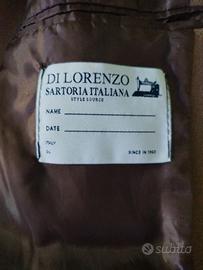 DI LORENZO
SARTORIA ITALIANA
STYLE SOURCE
NAME
DATE
ITALY
SINCE IN 1960
subito